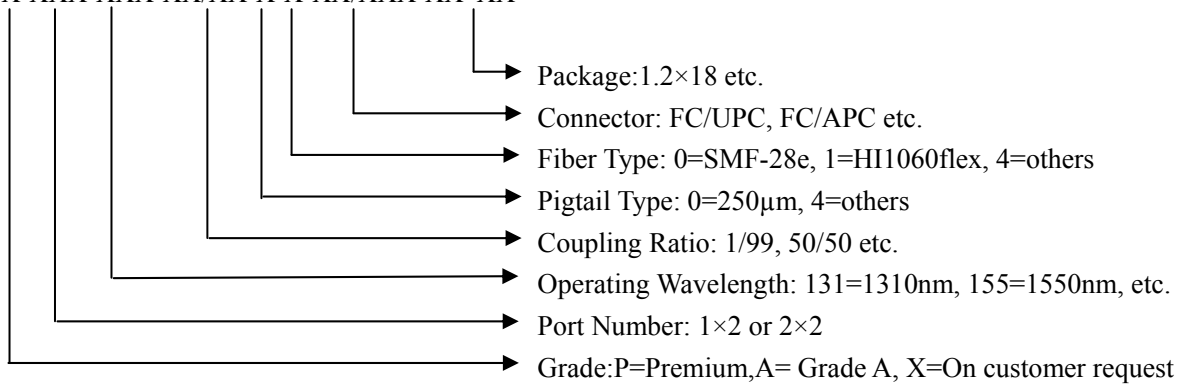 Package:1.2×18 etc.
Connector: FC/UPC, FC/APC etc.
Fiber Type: 0=SMF-28e, 1=HI1060flex, 4=others
Pigtail Type: 0=250µm, 4=others
Coupling Ratio: 1/99, 50/50 etc.
Operating Wavelength: 131=1310nm, 155=1550nm, etc.
Port Number: 1×2 or 2×2
Grade:P=Premium,A= Grade A, X=On customer request